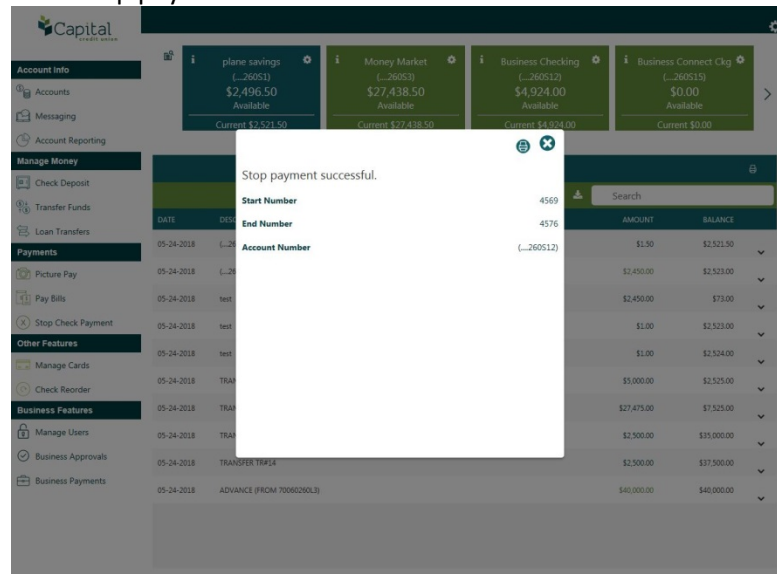 Capital
credit union
Account Info
Accounts
Messaging
Account Reporting
Manage Money
Check Deposit
Transfer Funds
Loan Transfers
Payments
Picture Pay
Pay Bills
Stop Check Payment
Other Features
Manage Cards
Check Reorder
Business Features
Manage Users
Business Approvals
Business Payments
i plane savings
(....260S1)
$2,496.50
Available
Current $2,521.50
i Money Market
(....260S3)
$27,438.50
Available
Current $27,438.50
i Business Checking
(....260S12)
$4,924.00
Available
Current $4,924.00
i Business Connect Ckg
(....260S15)
$0.00
Available
Current $0.00
Stop payment successful.
Start Number 4569
End Number 4576
Account Number (....260S12)
Search
DATE DESC AMOUNT BALANCE
05-24-2018 (...26 $1.50 $2,521.50
05-24-2018 (...26 $2,450.00 $2,523.00
05-24-2018 test $2,450.00 $73.00
05-24-2018 test $1.00 $2,523.00
05-24-2018 test $1.00 $2,524.00
05-24-2018 TRAN $5,000.00 $2,525.00
05-24-2018 TRAN $27,475.00 $7,525.00
05-24-2018 TRAN $2,500.00 $35,000.00
05-24-2018 TRANSFER TR#14 $2,500.00 $37,500.00
05-24-2018 ADVANCE (FROM 70060260L3) $40,000.00 $40,000.00